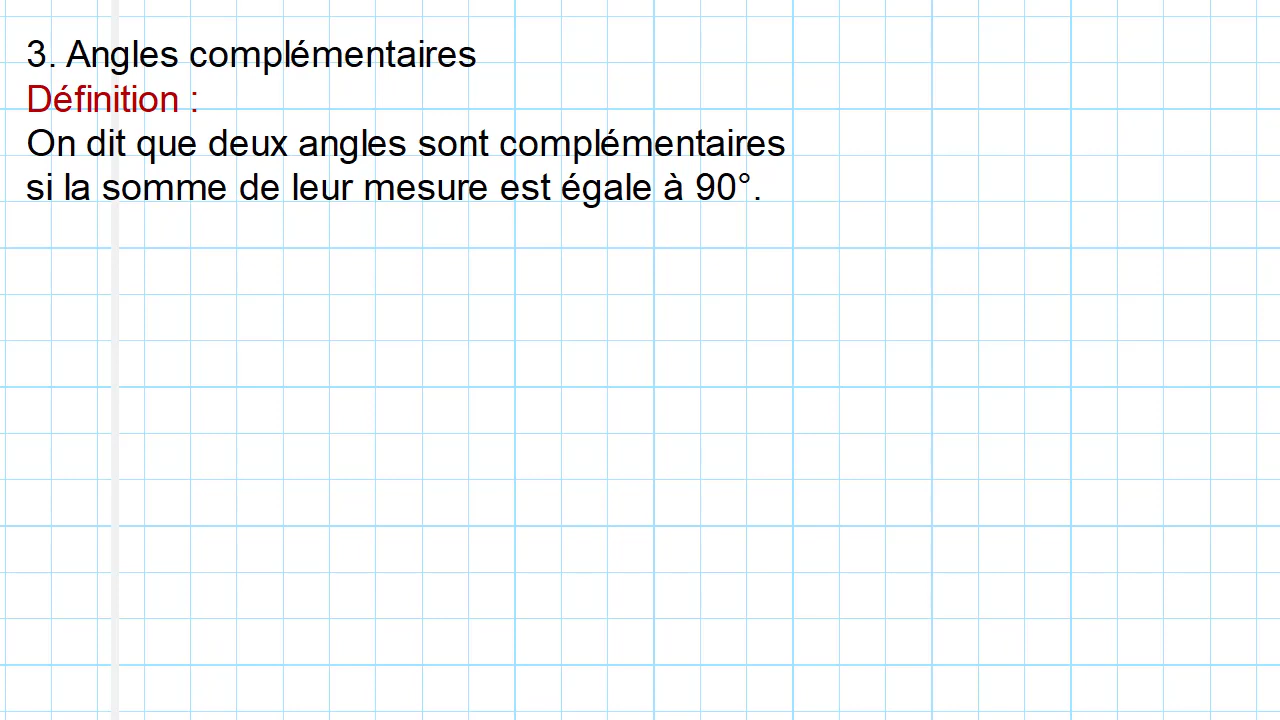 3. Angles complémentaires
Définition :
On dit que deux angles sont complémentaires
si la somme de leur mesure est égale à 90°.